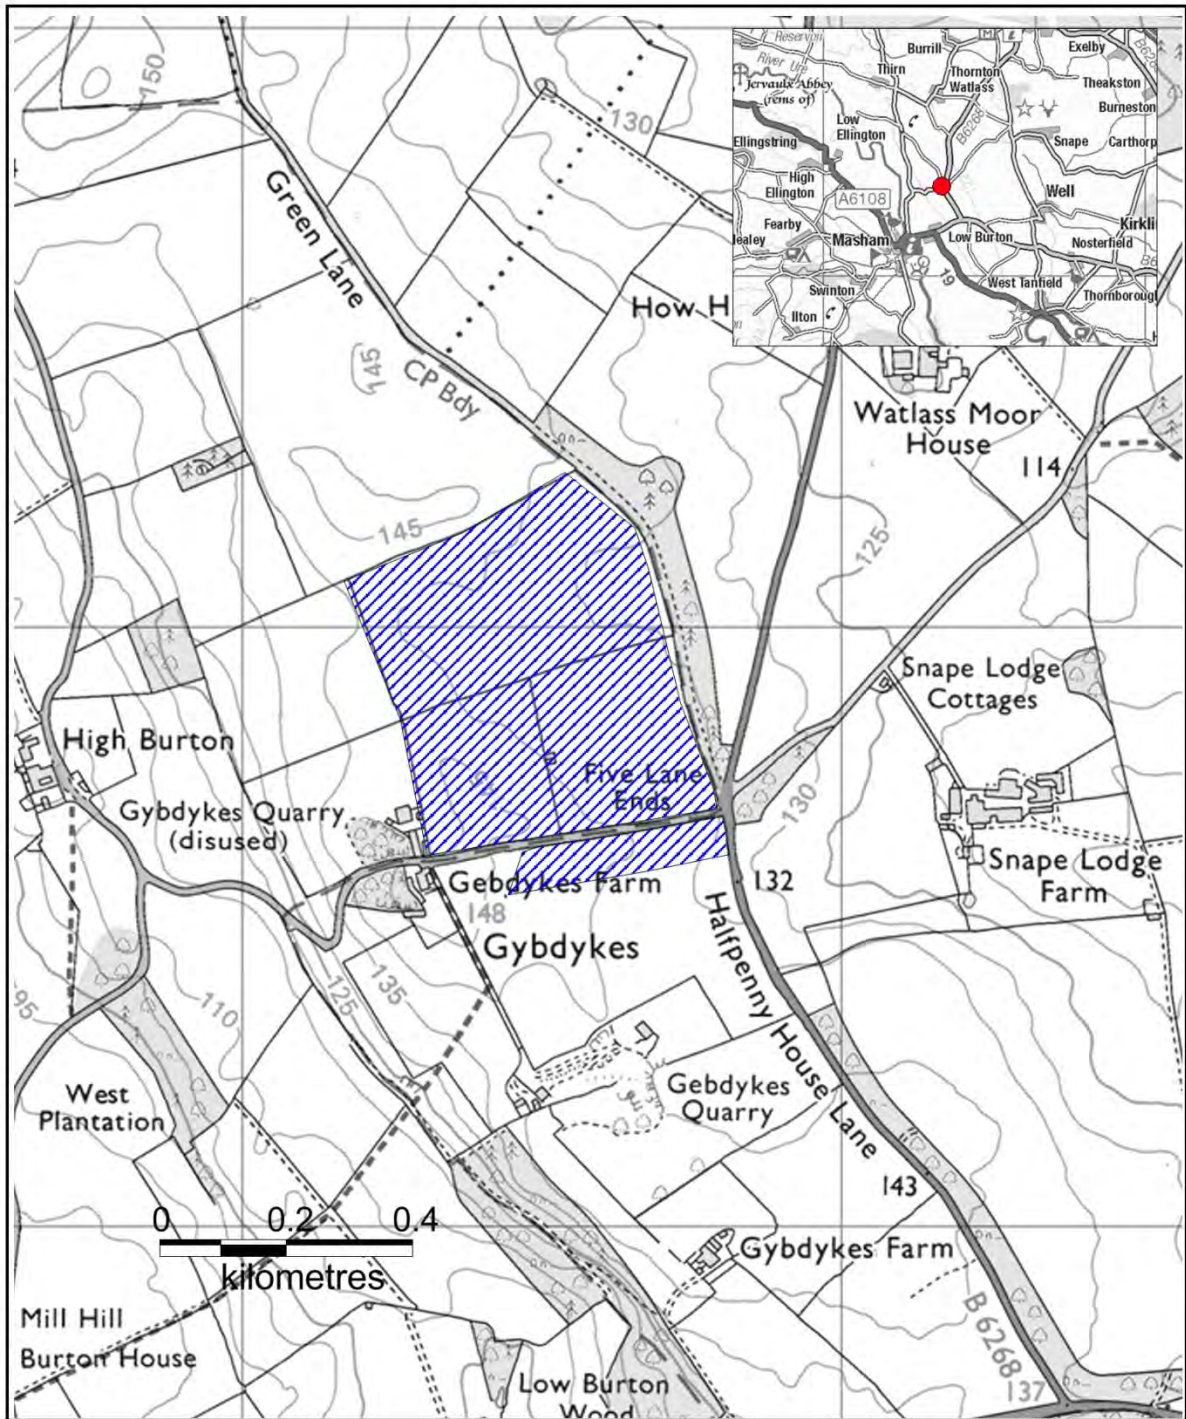 150
130
Green Lane
145
CP Bdy
How H
Reservoir
River Ure
Jervaulx Abbey
(rems of)
Burrill
M
Exelby
Thirn
Thornton
Watlass
Theakston
Burneston
Low
Ellington
B6268
Ellingstring
Snape
Carthorp
High
Ellington
A6108
Well
Fearby
Kirkli
Healey
Masham
Low Burton
Nosterfield
19
Swinton
West Tanfield
Ilton
Thornboroug
Watlass Moor
House
114
145
125
Snape Lodge
Cottages
High Burton
Five Lane
Ends
130
Gybdykes Quarry
(disused)
Snape Lodge
Farm
Gebdykes Farm
132
148
Gybdykes
Halfpenny House Lane
95
110
125
135
West
Plantation
Gebdykes
Quarry
143
0 0.2 0.4
kilometres
Gybdykes Farm
Mill Hill
Burton House
B 6268
137
Low Burton
Wood